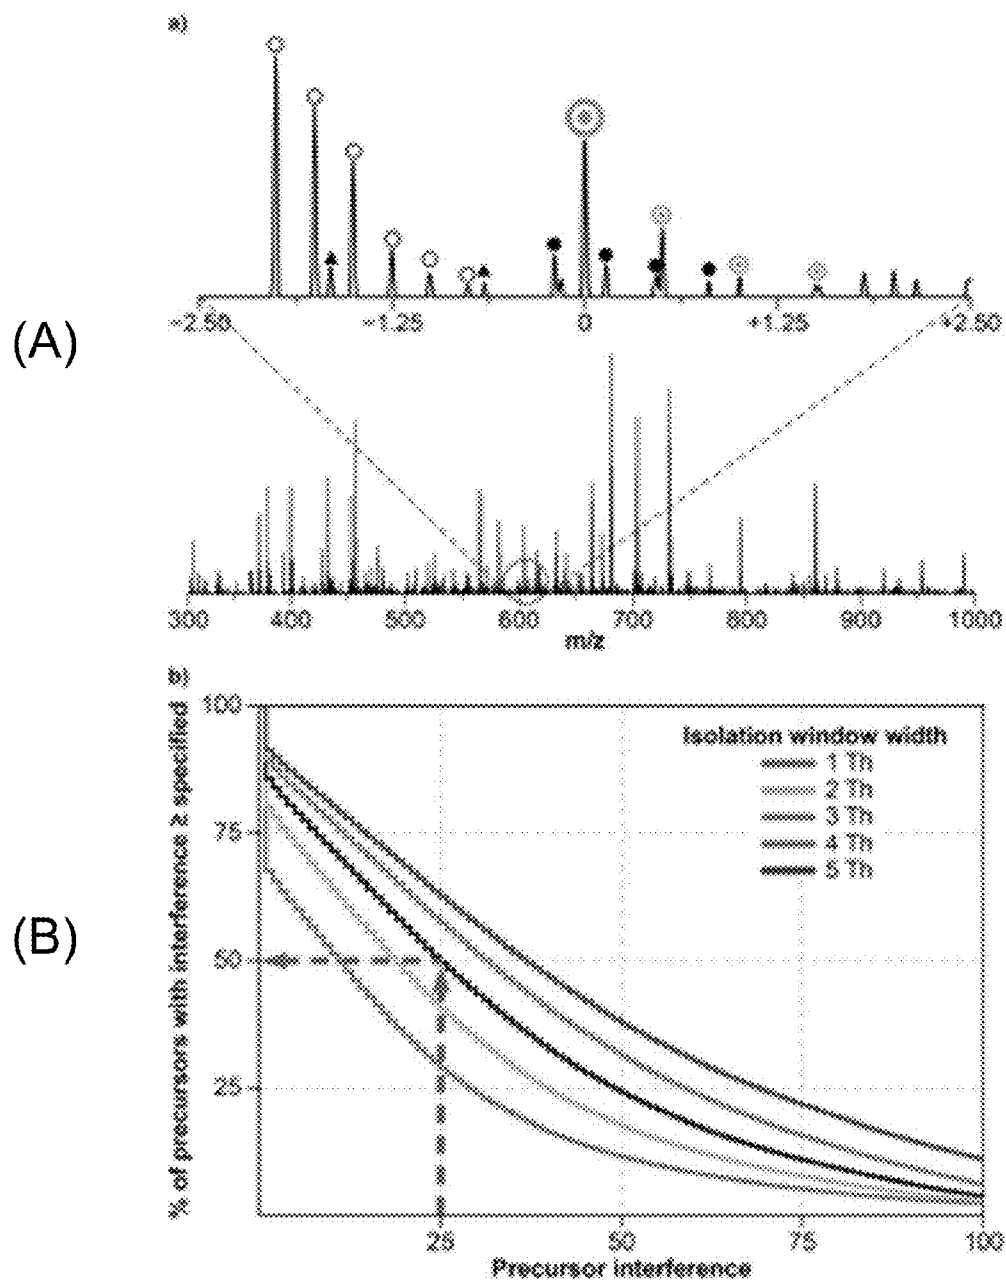 a)
(A)
−2.50 −1.25 0 +1.25 +2.50
300 400 500 600 700 800 900 1000
m/z
b)
(B)
% of precursors with interference ≥ specified
100
75
50
25
Isolation window width
1 Th
2 Th
3 Th
4 Th
5 Th
25 50 75 100
Precursor interference